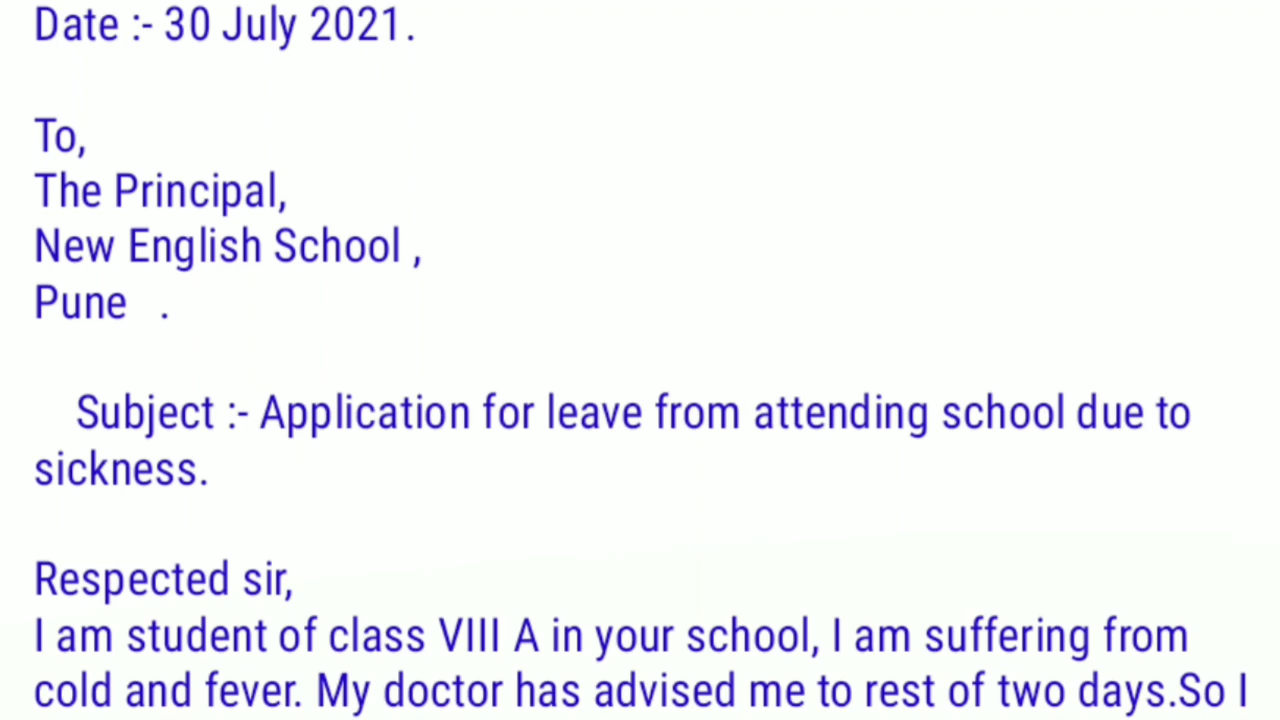 Date :- 30 July 2021.
To,
The Principal,
New English School ,
Pune   .
Subject :- Application for leave from attending school due to
sickness.
Respected sir,
I am student of class VIII A in your school, I am suffering from
cold and fever. My doctor has advised me to rest of two days.So I